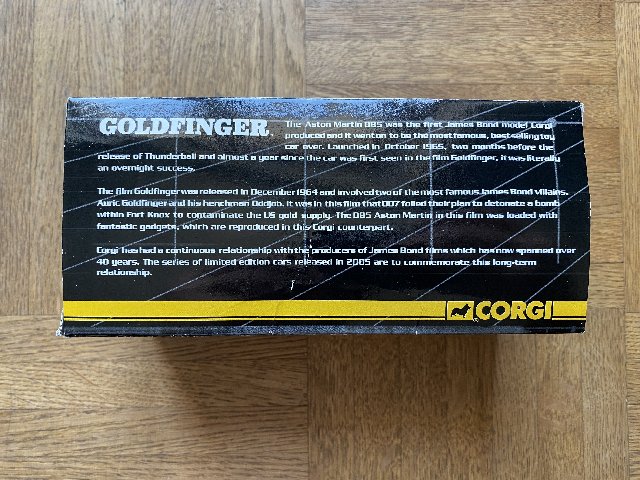 GOLDFINGER
The Aston Martin DB5 was the first James Bond model Corgi
produced and it went on to be the most famous, best-selling toy
car ever. Launched in October 1965, two months before the
release of Thunderball and almost a year since the car was first seen in the film Goldfinger, it was literally
an overnight success.
The film Goldfinger was released in December 1964 and involved two of the most famous James Bond Villains,
Auric Goldfinger and his henchman Oddjob. It was in this film that 007 foiled their plan to detonate a bomb
within Fort Knox to contaminate the US gold supply. The DB5 Aston Martin in this film was loaded with
fantastic gadgets, which are reproduced in this Corgi counterpart.
Corgi has had a continuous relationship with the producers of James Bond films which has now spanned over
40 years. The series of limited edition cars released in 2005 are to commemorate this long-term
relationship.
CORGI